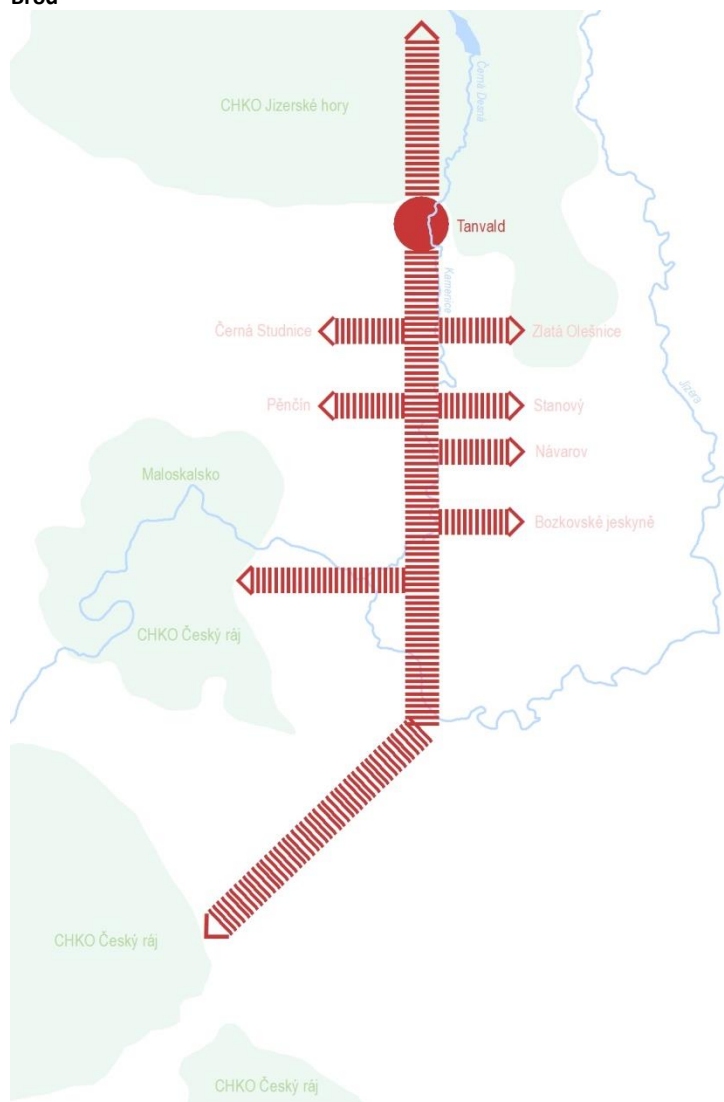 Brod
Černá Desná
CHKO Jizerské hory
Tanvald
Kamenice
Černá Studnice
Zlatá Olešnice
Jizera
Pěnčín
Stanový
Návarov
Maloskalsko
Bozkovské jeskyně
CHKO Český ráj
CHKO Český ráj
CHKO Český ráj